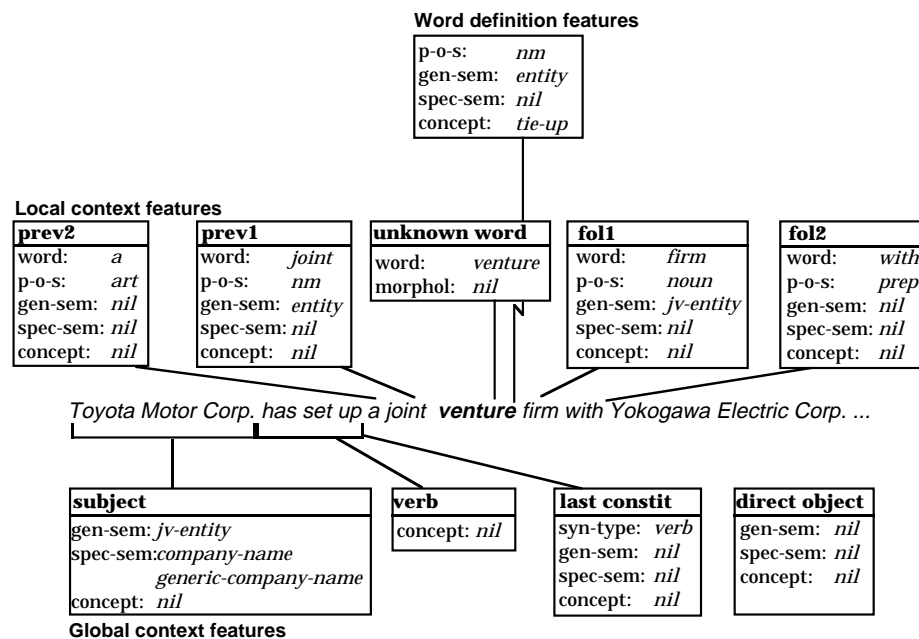 Word definition features
p-o-s: nm
gen-sem: entity
spec-sem: nil
concept: tie-up
Local context features
prev2
word: a
p-o-s: art
gen-sem: nil
spec-sem: nil
concept: nil
prev1
word: joint
p-o-s: nm
gen-sem: entity
spec-sem: nil
concept: nil
unknown word
word: venture
morphol: nil
fol1
word: firm
p-o-s: noun
gen-sem: jv-entity
spec-sem: nil
concept: nil
fol2
word: with
p-o-s: prep
gen-sem: nil
spec-sem: nil
concept: nil
Toyota Motor Corp. has set up a joint venture firm with Yokogawa Electric Corp. ...
subject
gen-sem: jv-entity
spec-sem: company-name
generic-company-name
concept: nil
verb
concept: nil
last constit
syn-type: verb
gen-sem: nil
spec-sem: nil
concept: nil
direct object
gen-sem: nil
spec-sem: nil
concept: nil
Global context features